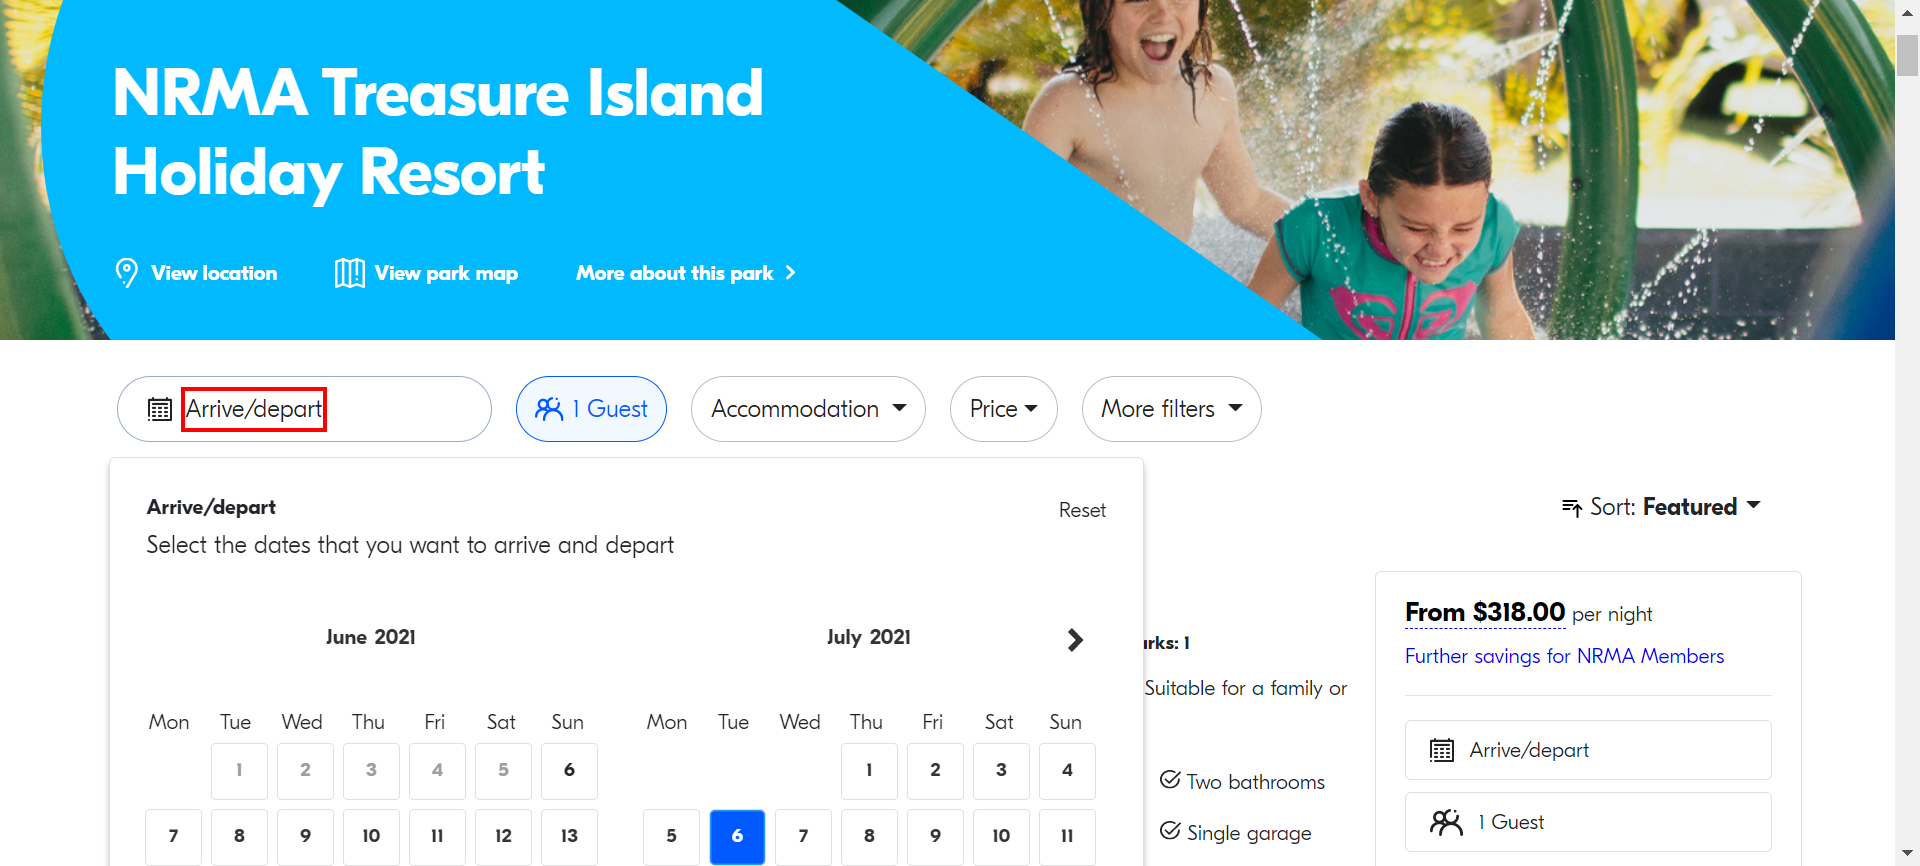 NRMA Treasure Island
Holiday Resort
View location
View park map
More about this park
Arrive/depart
1 Guest
Accommodation
Price
More filters
Arrive/depart
Reset
Select the dates that you want to arrive and depart
Sort: Featured
June 2021
July 2021
Mon Tue Wed Thu Fri Sat Sun
1 2 3 4 5 6
7 8 9 10 11 12 13
Mon Tue Wed Thu Fri Sat Sun
1 2 3 4
5 6 7 8 9 10 11
rks: 1
Suitable for a family or
Two bathrooms
Single garage
From $318.00 per night
Further savings for NRMA Members
Arrive/depart
1 Guest